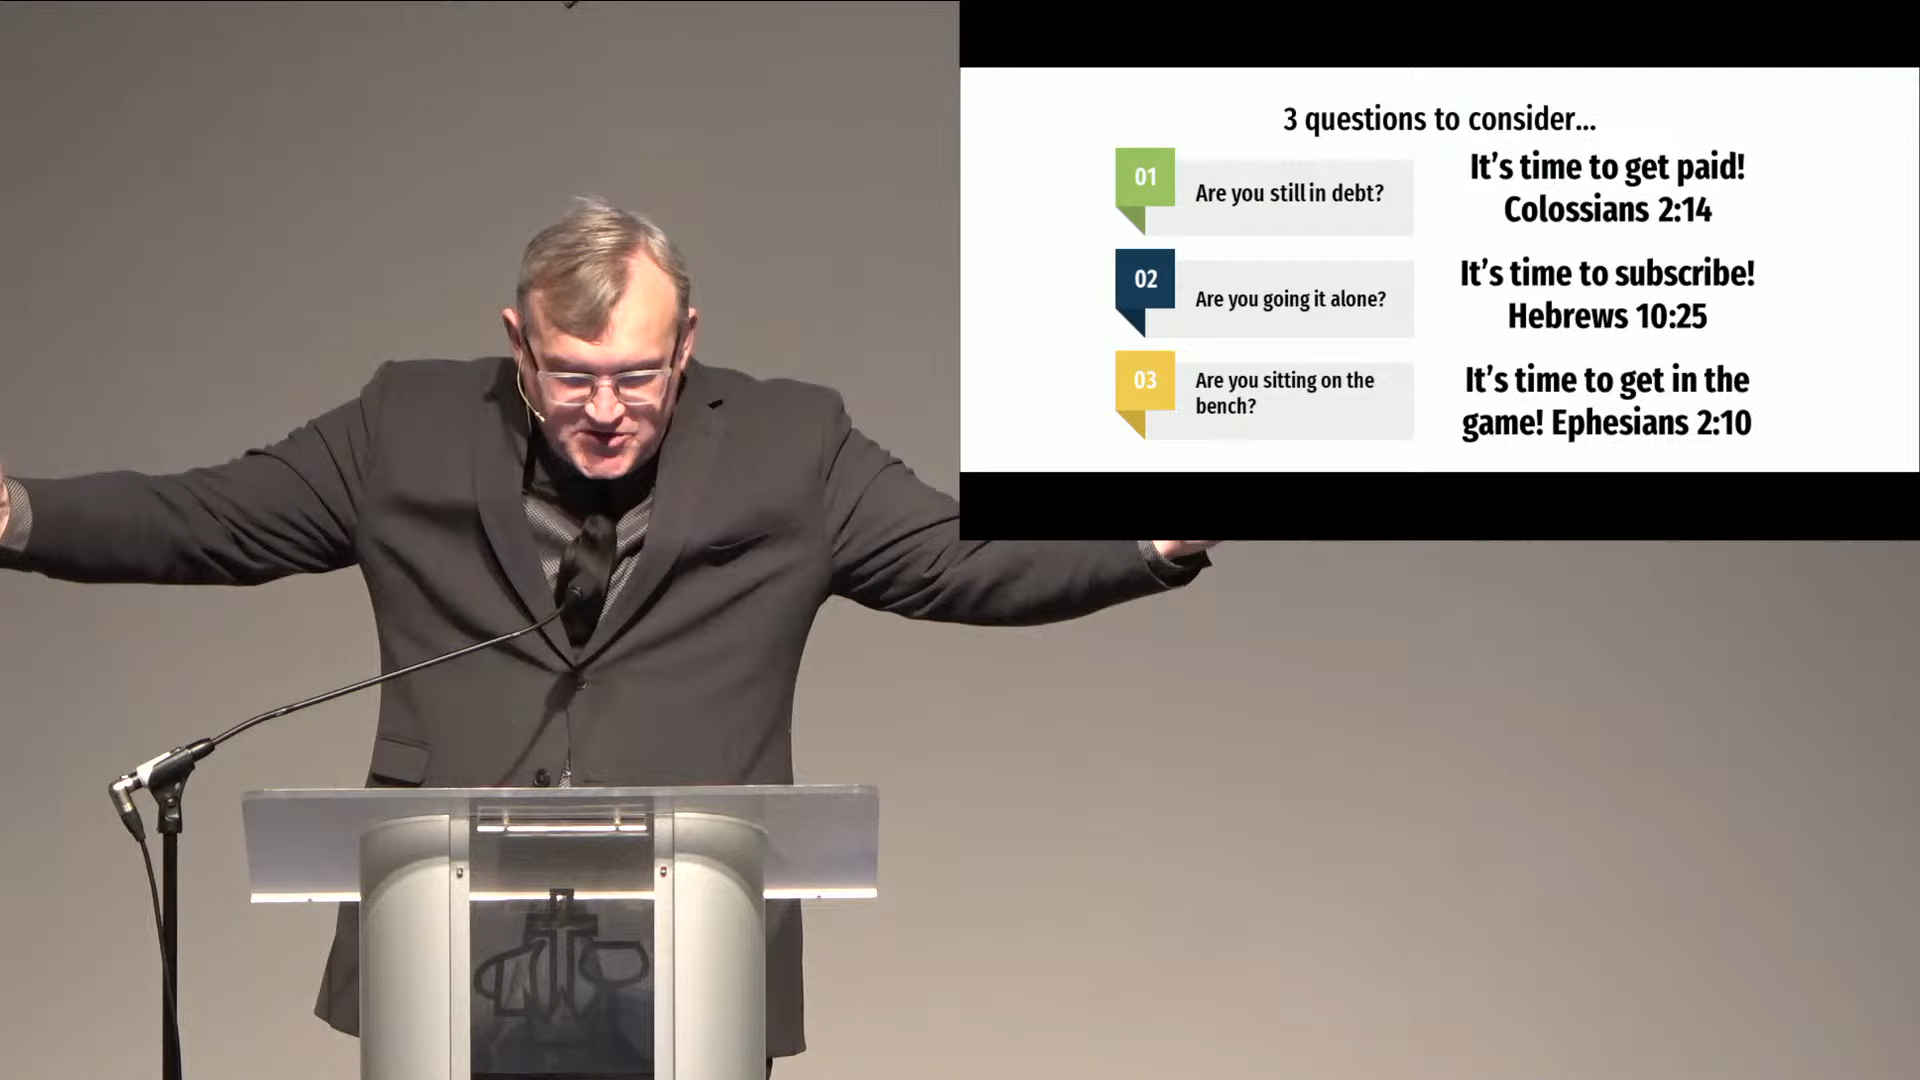 3 questions to consider...
01
Are you still in debt?
It's time to get paid!
Colossians 2:14
02
Are you going it alone?
It's time to subscribe!
Hebrews 10:25
03
Are you sitting on the
bench?
It's time to get in the
game! Ephesians 2:10